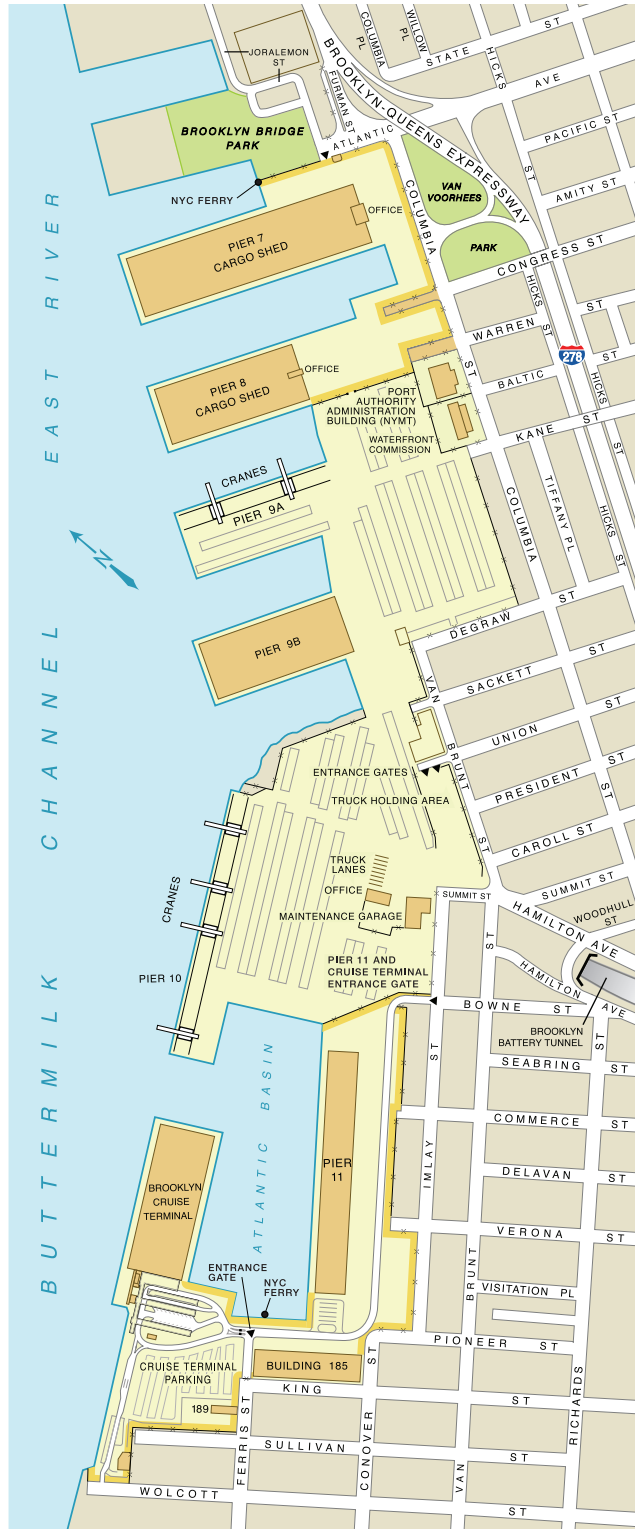 COLUMBIA
PL
WILLOW
PL
STATE
ST
HICKS
ST
AVE
JORALEMON
ST
FURMAN ST
BROOKLYN-QUEENS EXPRESSWAY
PACIFIC ST
BROOKLYN BRIDGE
PARK
ATLANTIC
AMITY ST
NYC FERRY
VAN
VOORHEES
PARK
COLUMBIA
ST
OFFICE
PIER 7
CARGO SHED
CONGRESS ST
HICKS
ST
WARREN
ST
278
BALTIC
ST
HICKS
ST
OFFICE
PIER 8
CARGO SHED
PORT
AUTHORITY
ADMINISTRATION
BUILDING (NYMT)
WATERFRONT
COMMISSION
KANE
ST
EAST RIVER
CRANES
PIER 9A
COLUMBIA
ST
TIFFANY PL
HICKS
ST
N
DEGRAW
ST
PIER 9B
SACKETT
ST
VAN BRUNT ST
UNION
ST
ENTRANCE GATES
TRUCK HOLDING AREA
PRESIDENT
ST
CAROLL ST
TRUCK
LANES
OFFICE
SUMMIT ST
SUMMIT ST
MAINTENANCE GARAGE
CRANES
PIER 10
HAMILTON AVE
WOODHULL
ST
PIER 11 AND
CRUISE TERMINAL
ENTRANCE GATE
HAMILTON
AVE
BOWNE
ST
BROOKLYN
BATTERY TUNNEL
ST
ST
SEABRING
ST
COMMERCE
ST
BUTTERMILK CHANNEL
ATLANTIC BASIN
PIER
11
IMLAY
DELAVAN
ST
BROOKLYN
CRUISE
TERMINAL
VERONA
ST
BRUNT
VISITATION PL
ENTRANCE
GATE
NYC
FERRY
PIONEER
ST
CRUISE TERMINAL
PARKING
BUILDING 185
KING
ST
189
FERRIS ST
CONOVER
ST
VAN
RICHARDS
SULLIVAN
ST
WOLCOTT
ST